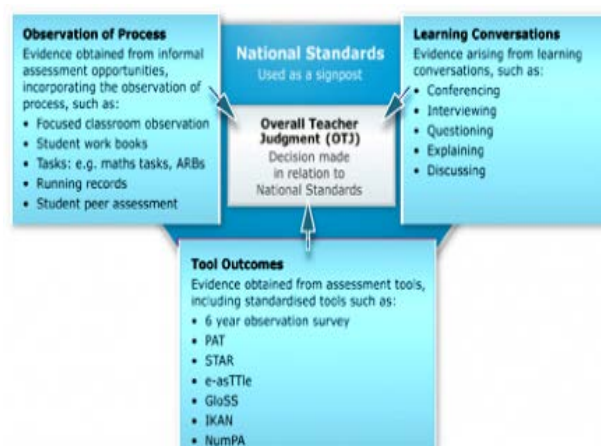 Observation of Process
Evidence obtained from informal
assessment opportunities,
incorporating the observation of
process, such as:
• Focused classroom observation
• Student work books
• Tasks: e.g. maths tasks, ARBs
• Running records
• Student peer assessment
National Standards
Used as a signpost
Overall Teacher
Judgment (OTJ)
Decision made
in relation to
National Standards
Learning Conversations
Evidence arising from learning
conversations, such as:
• Conferencing
• Interviewing
• Questioning
• Explaining
• Discussing
Tool Outcomes
Evidence obtained from assessment tools,
including standardised tools such as:
• 6 year observation survey
• PAT
• STAR
• e-asTTle
• GloSS
• IKAN
• NumPA